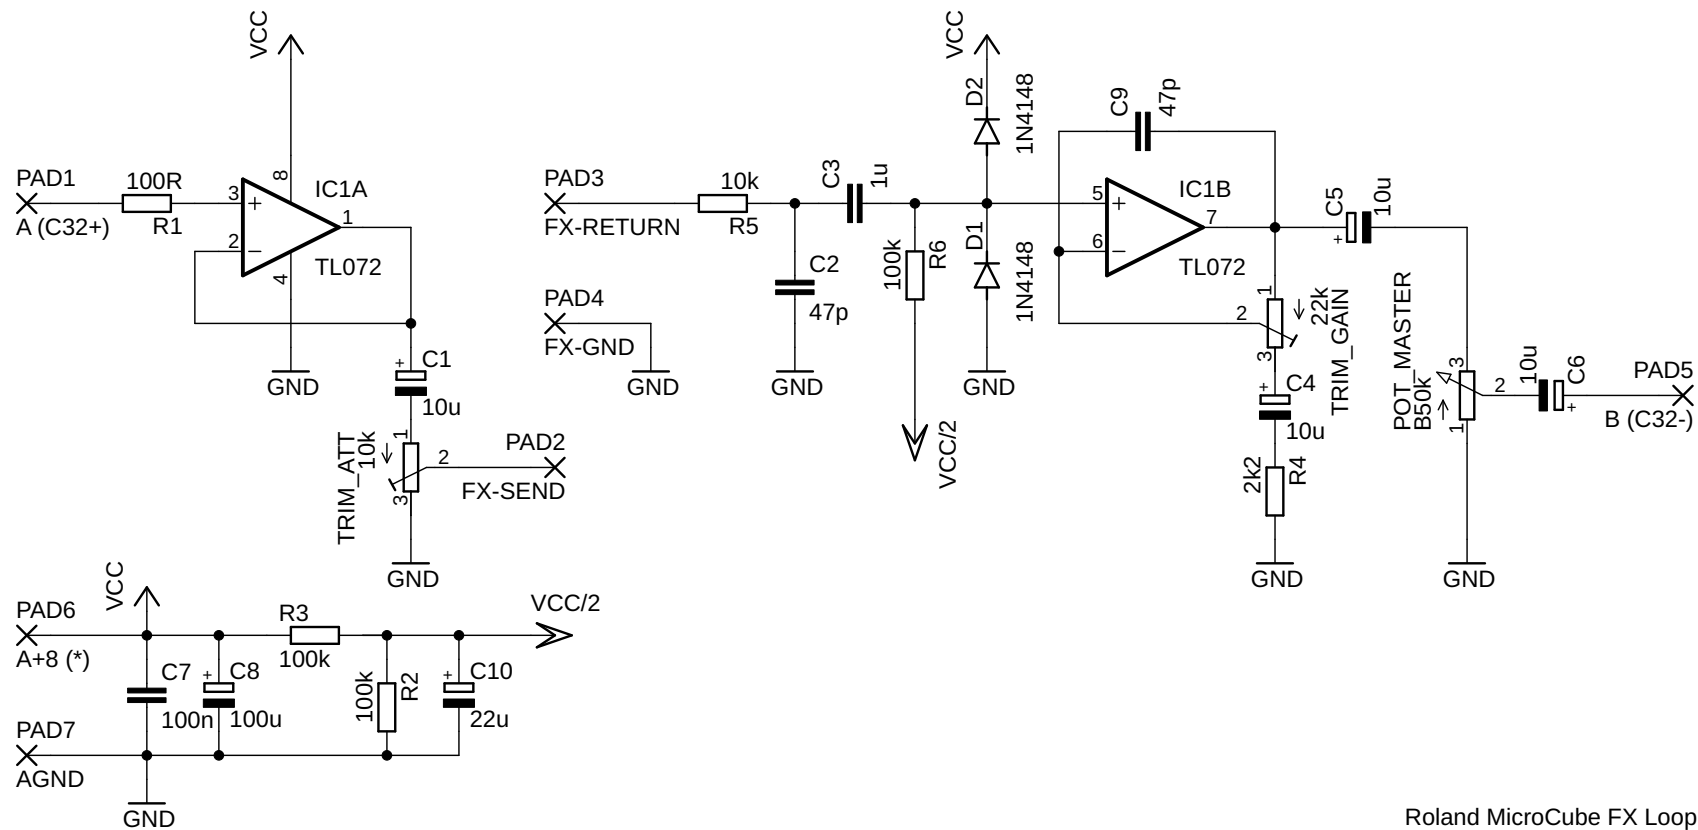 VCC
8
PAD1
100R
A (C32+)
R1
3
+
IC1A
1
2
−
4
TL072
GND
+
C1
10u
1
TRIM_ATT
10k
2
3
PAD2
FX-SEND
GND
PAD3
FX-RETURN
10k
R5
C3
1u
C2
47p
GND
PAD4
FX-GND
GND
100k
R6
VCC/2
VCC
D2
1N4148
D1
1N4148
GND
C9
47p
5
+
IC1B
7
6
−
TL072
1
2
22k
TRIM_GAIN
3
+
C4
10u
2k2
R4
GND
C5
10u
+
POT_MASTER
B50k
3
2
1
GND
10u
C6
+
PAD5
B (C32-)
VCC
PAD6
A+8 (*)
R3
100k
VCC/2
C7
100n
+
C8
100u
100k
R2
+
C10
22u
PAD7
AGND
GND
Roland MicroCube FX Loop